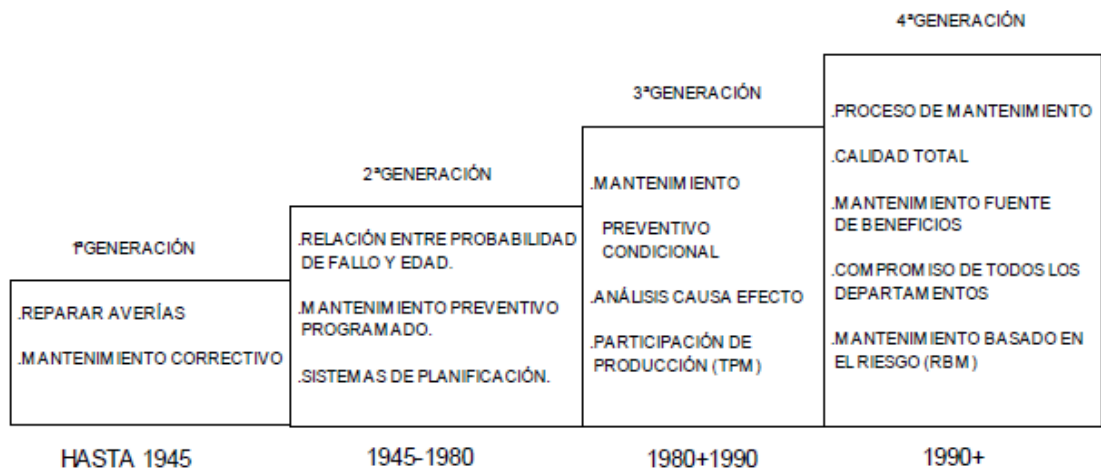 1ªGENERACIÓN
.REPARAR AVERÍAS
.MANTENIMIENTO CORRECTIVO
HASTA 1945
2ªGENERACIÓN
.RELACIÓN ENTRE PROBABILIDAD
DE FALLO Y EDAD.
.MANTENIMIENTO PREVENTIVO
PROGRAMADO.
.SISTEMAS DE PLANIFICACIÓN.
1945-1980
3ªGENERACIÓN
.MANTENIMIENTO
PREVENTIVO
CONDICIONAL
.ANÁLISIS CAUSA EFECTO
.PARTICIPACIÓN DE
PRODUCCIÓN (TPM)
1980+1990
4ªGENERACIÓN
.PROCESO DE MANTENIMIENTO
.CALIDAD TOTAL
.MANTENIMIENTO FUENTE
DE BENEFICIOS
.COMPROMISO DE TODOS LOS
DEPARTAMENTOS
.MANTENIMIENTO BASADO EN
EL RIESGO (RBM)
1990+